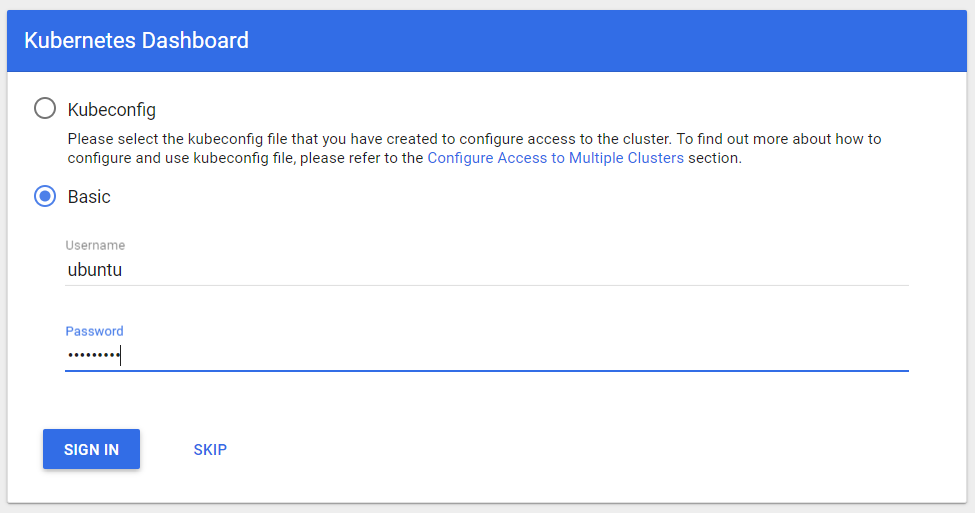 Kubernetes Dashboard
Kubeconfig
Please select the kubeconfig file that you have created to configure access to the cluster. To find out more about how to
configure and use kubeconfig file, please refer to the Configure Access to Multiple Clusters section.
Basic
Username
ubuntu
Password
•••••••••
SIGN IN SKIP